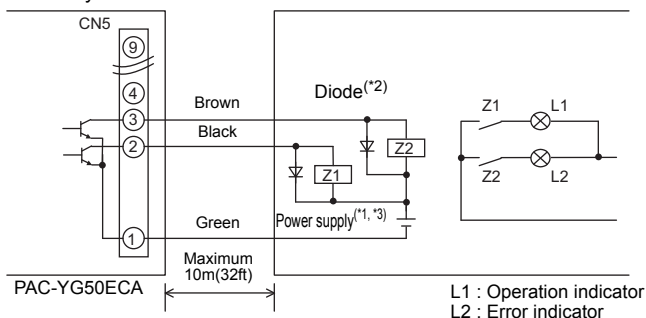 CN5
9
4
3
2
1
Brown
Black
Green
Diode(*2)
Z2
Z1
Power supply(*1, *3)
Z1
L1
Z2
L2
Maximum
10m(32ft)
PAC-YG50ECA
L1 : Operation indicator
L2 : Error indicator